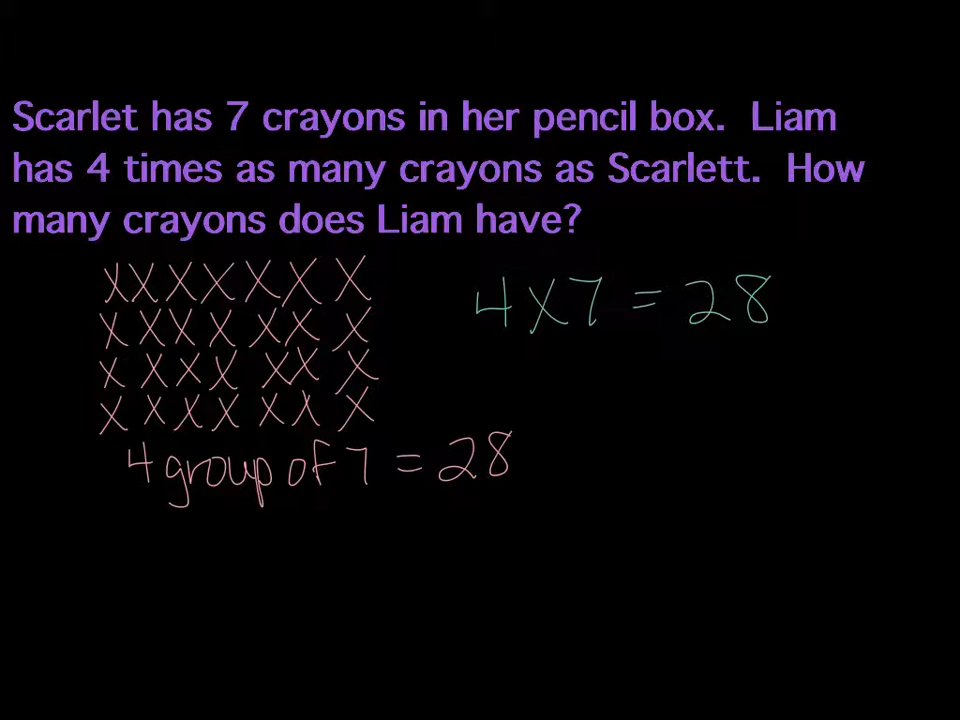 Scarlet has 7 crayons in her pencil box. Liam
has 4 times as many crayons as Scarlett. How
many crayons does Liam have?
XXXXXXX
4X7=28
XXXXXXX
XXXXXXX
XXXXXXX
4 group of 7 = 28